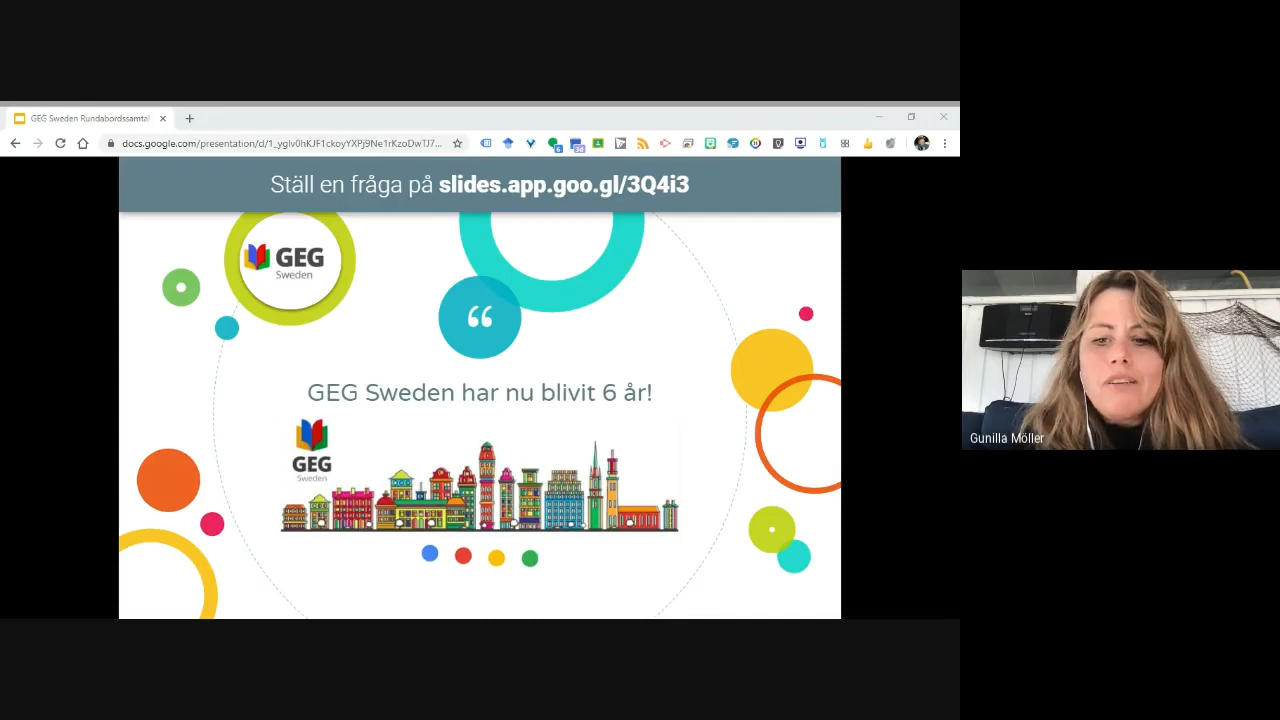 GEG Sweden Rundabordssamtal
docs.google.com/presentation/d/1_yglv0hKJF1ckoyYXPj9Ne1rKzoDwTJ7...
Ställ en fråga på slides.app.goo.gl/3Q4i3
GEG
Sweden
“
GEG Sweden har nu blivit 6 år!
GEG
Sweden
Gunilla Möller